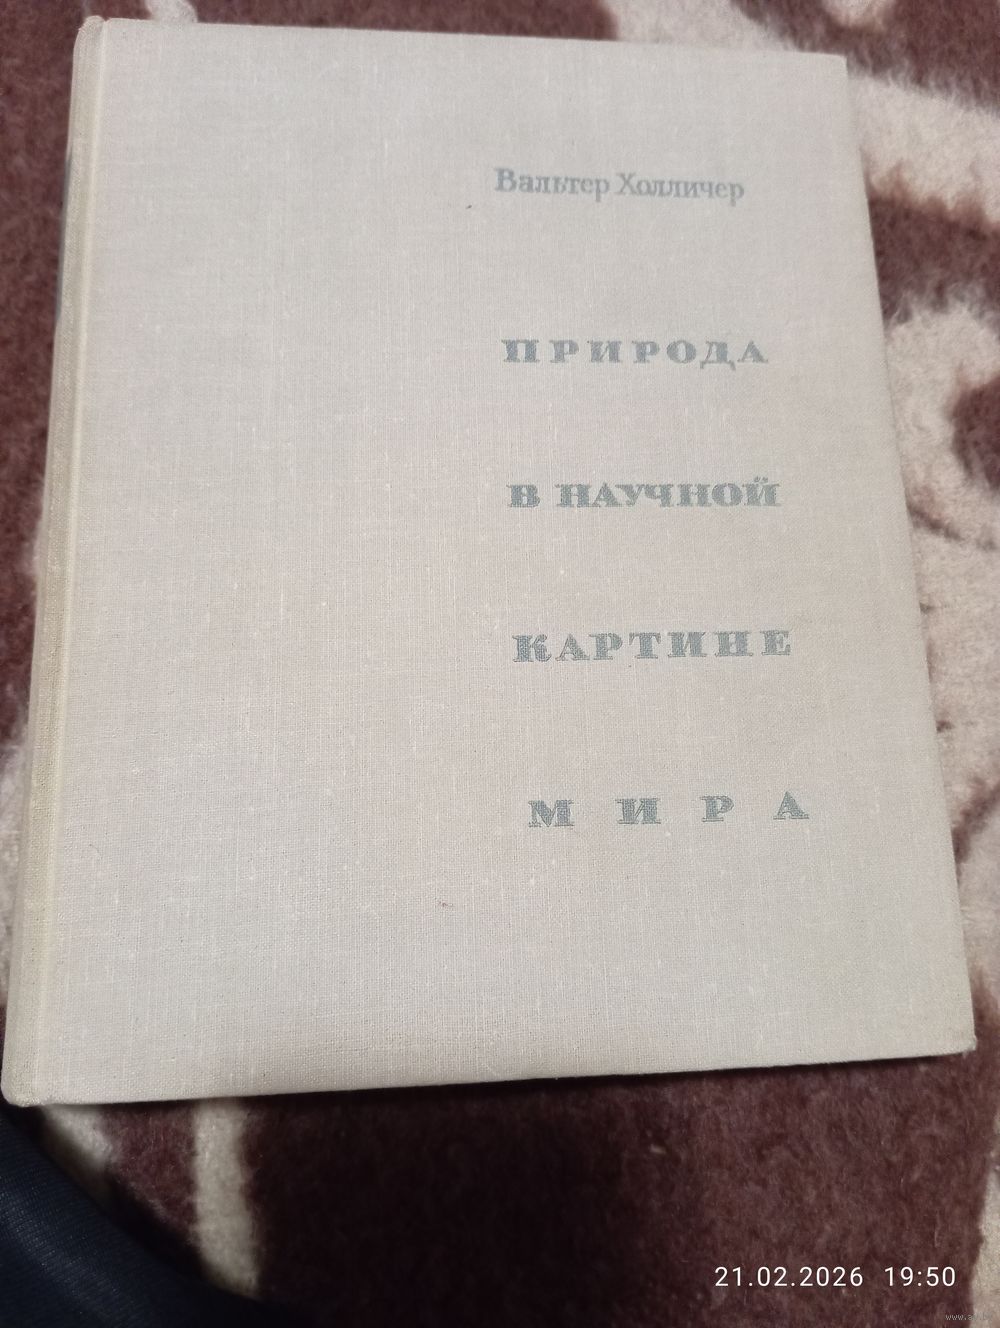 Вальтер Холличер
ПРИРОДА
В НАУЧНОЙ
КАРТИНЕ
МИРА
21.02.2026 19:50